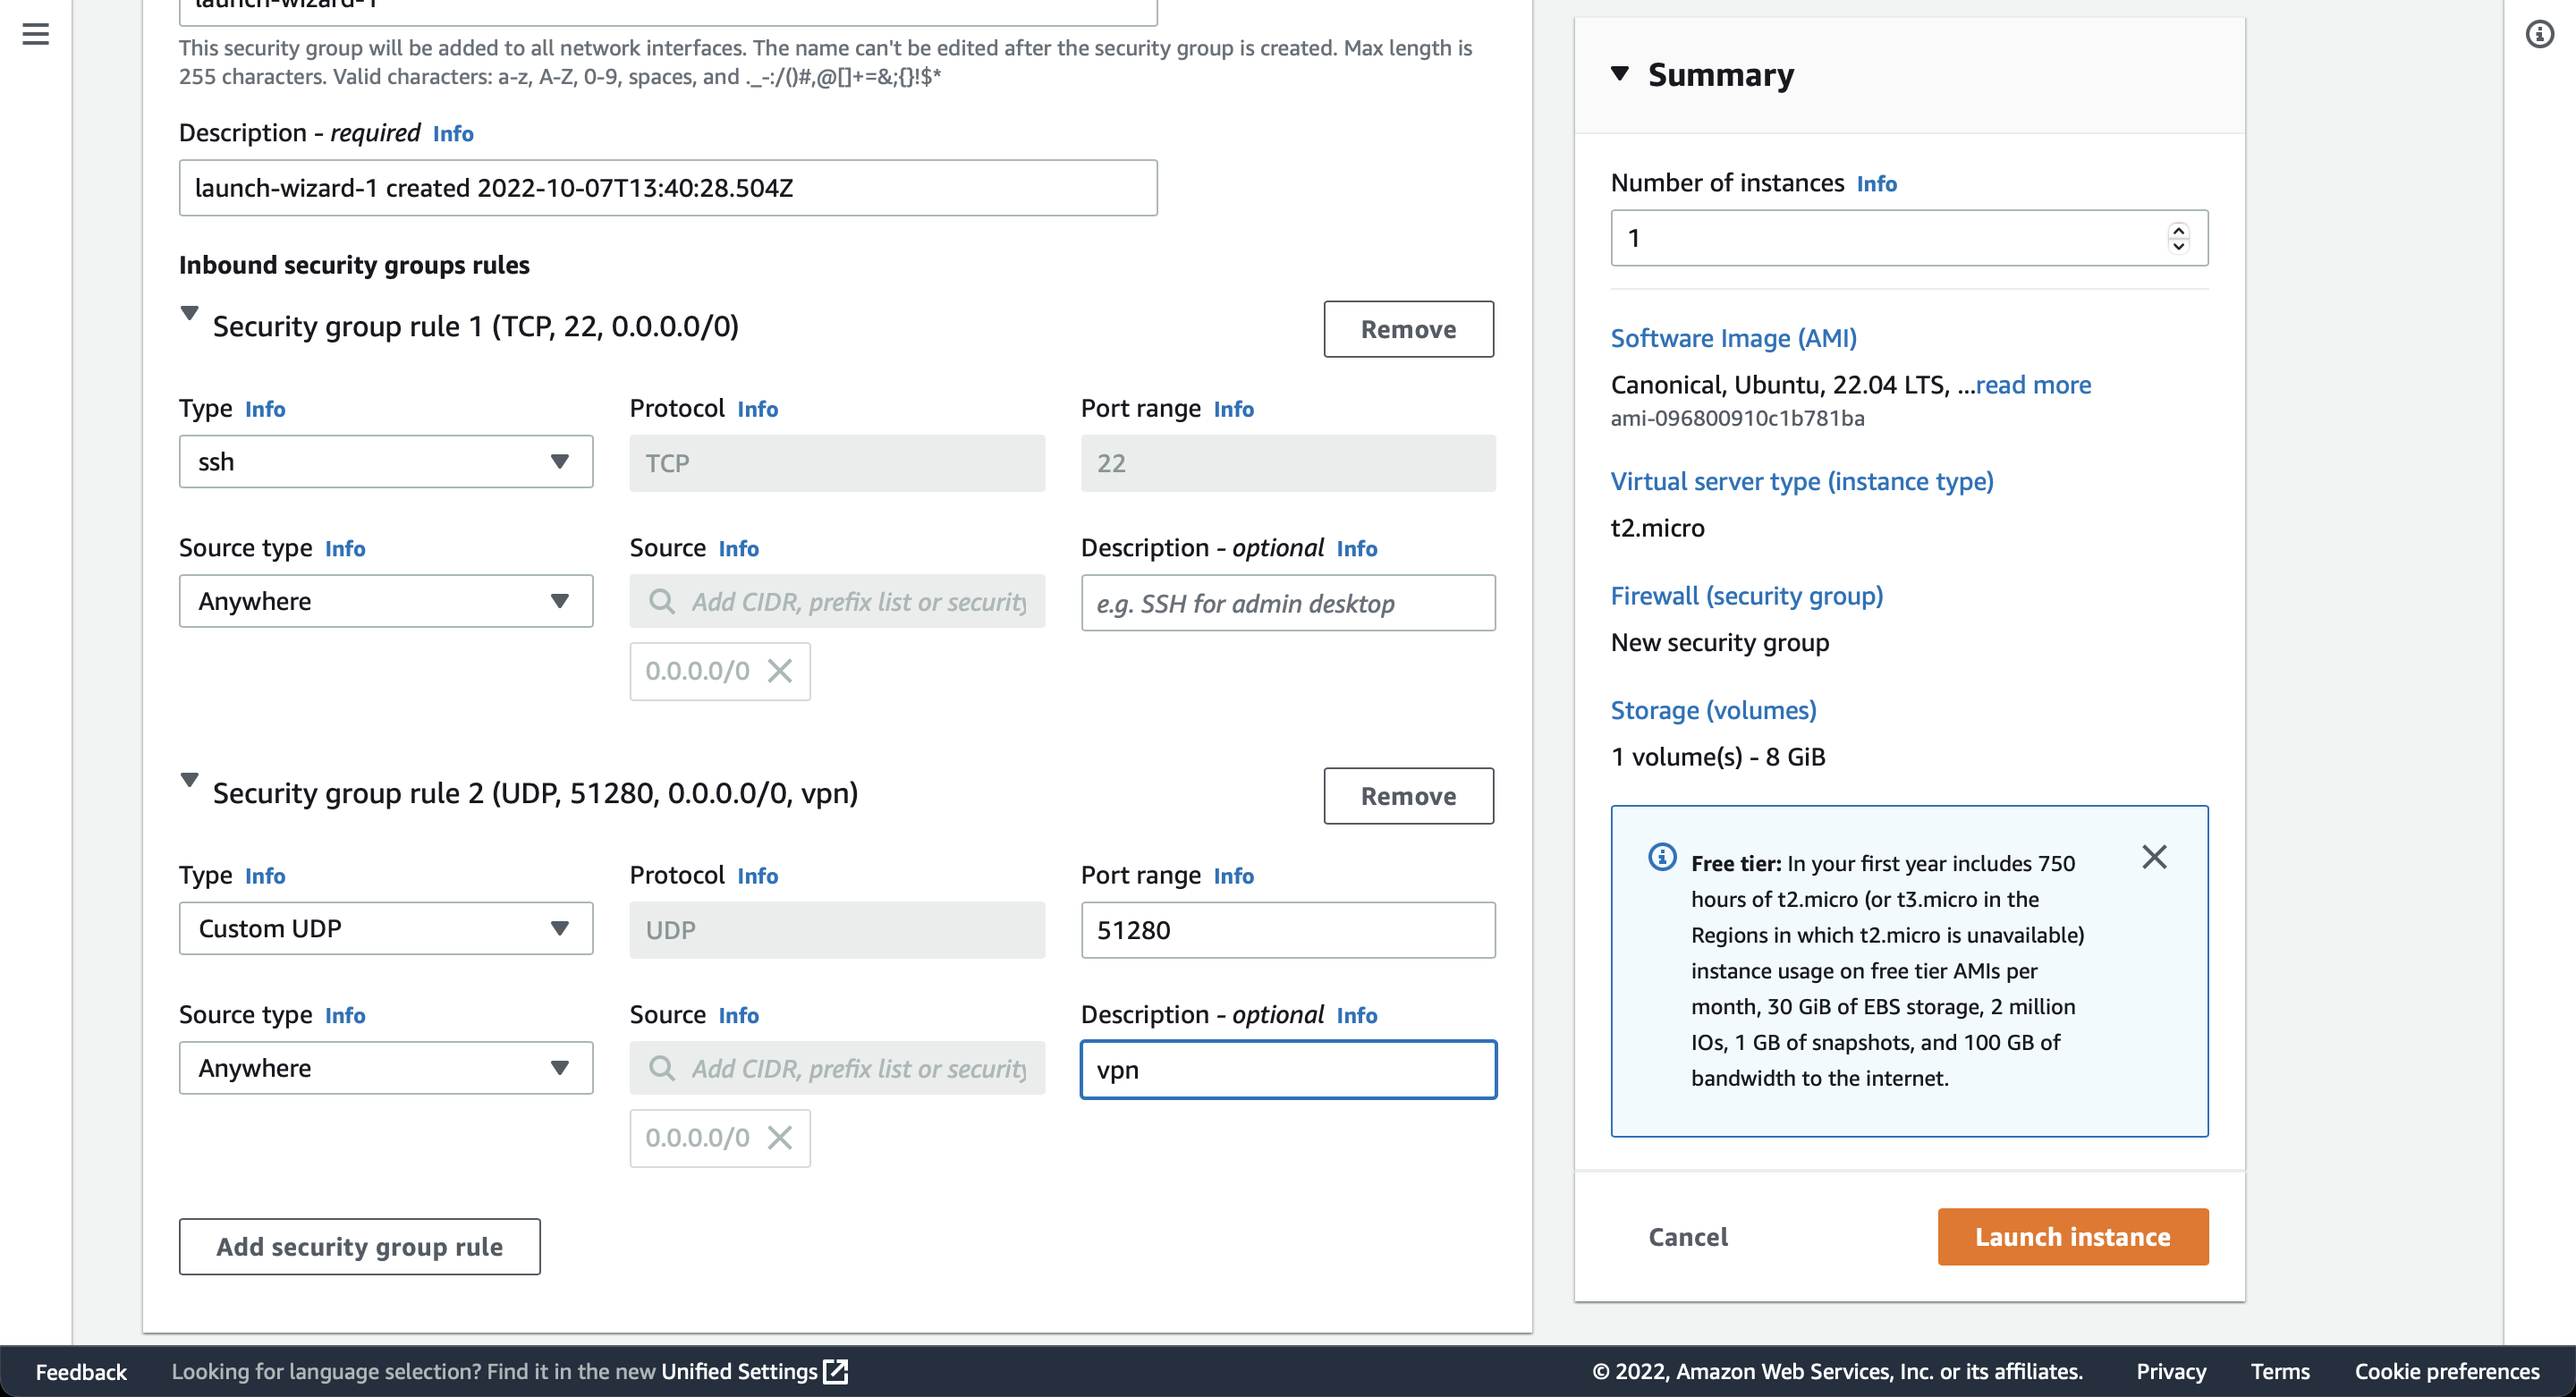 launch-wizard-1
This security group will be added to all network interfaces. The name can't be edited after the security group is created. Max length is
255 characters. Valid characters: a-z, A-Z, 0-9, spaces, and ._-:/()#,@[]+=&;{}!$*
Description - required Info
launch-wizard-1 created 2022-10-07T13:40:28.504Z
Inbound security groups rules
Security group rule 1 (TCP, 22, 0.0.0.0/0)
Remove
Type Info
Protocol Info
Port range Info
ssh
TCP
22
Source type Info
Source Info
Description - optional Info
Anywhere
Add CIDR, prefix list or security
e.g. SSH for admin desktop
0.0.0.0/0
Security group rule 2 (UDP, 51280, 0.0.0.0/0, vpn)
Remove
Type Info
Protocol Info
Port range Info
Custom UDP
UDP
51280
Source type Info
Source Info
Description - optional Info
Anywhere
Add CIDR, prefix list or security
vpn
0.0.0.0/0
Add security group rule
Summary
Number of instances Info
1
Software Image (AMI)
Canonical, Ubuntu, 22.04 LTS, ...read more
ami-096800910c1b781ba
Virtual server type (instance type)
t2.micro
Firewall (security group)
New security group
Storage (volumes)
1 volume(s) - 8 GiB
Free tier: In your first year includes 750
hours of t2.micro (or t3.micro in the
Regions in which t2.micro is unavailable)
instance usage on free tier AMIs per
month, 30 GiB of EBS storage, 2 million
IOs, 1 GB of snapshots, and 100 GB of
bandwidth to the internet.
Cancel
Launch instance
Feedback
Looking for language selection? Find it in the new Unified Settings
© 2022, Amazon Web Services, Inc. or its affiliates.
Privacy
Terms
Cookie preferences